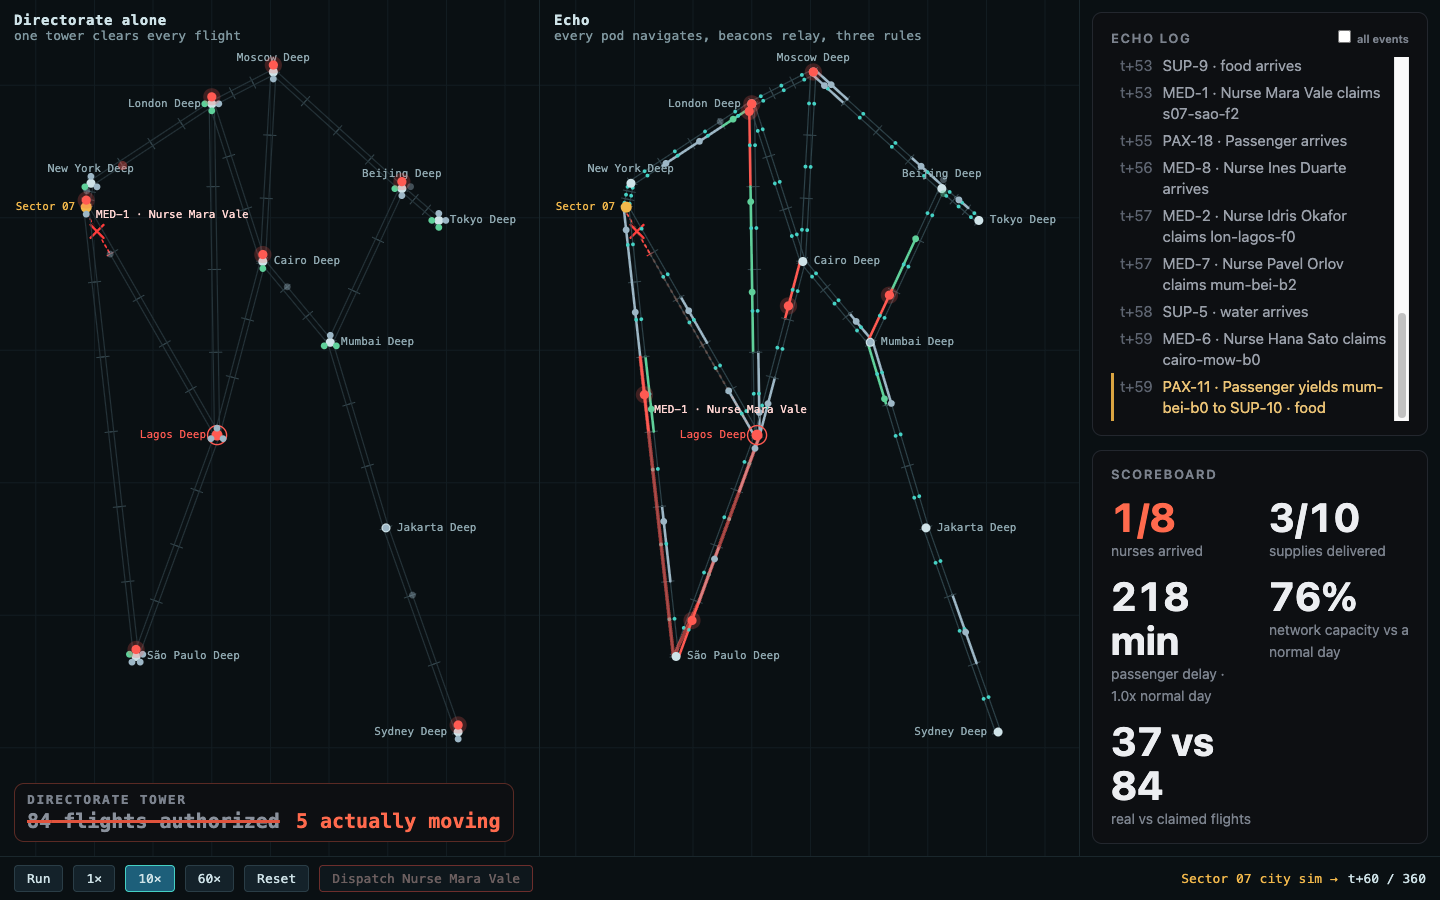 Directorate alone
one tower clears every flight
Moscow Deep
London Deep
New York Deep
Beijing Deep
Sector 07
MED-1 · Nurse Mara Vale
Tokyo Deep
Cairo Deep
Mumbai Deep
Lagos Deep
Jakarta Deep
São Paulo Deep
Sydney Deep
DIRECTORATE TOWER
84 flights authorized 5 actually moving
Echo
every pod navigates, beacons relay, three rules
Moscow Deep
London Deep
New York Deep
Beijing Deep
Sector 07
Tokyo Deep
Cairo Deep
Mumbai Deep
MED-1 · Nurse Mara Vale
Lagos Deep
Jakarta Deep
São Paulo Deep
Sydney Deep
ECHO LOG all events
t+53 SUP-9 · food arrives
t+53 MED-1 · Nurse Mara Vale claims
s07-sao-f2
t+55 PAX-18 · Passenger arrives
t+56 MED-8 · Nurse Ines Duarte
arrives
t+57 MED-2 · Nurse Idris Okafor
claims lon-lagos-f0
t+57 MED-7 · Nurse Pavel Orlov
claims mum-bei-b2
t+58 SUP-5 · water arrives
t+59 MED-6 · Nurse Hana Sato claims
cairo-mow-b0
t+59 PAX-11 · Passenger yields mum-
bei-b0 to SUP-10 · food
SCOREBOARD
1/8
nurses arrived
3/10
supplies delivered
218
min
passenger delay ·
1.0x normal day
76%
network capacity vs a
normal day
37 vs
84
real vs claimed flights
Run 1× 10× 60× Reset Dispatch Nurse Mara Vale
Sector 07 city sim → t+60 / 360